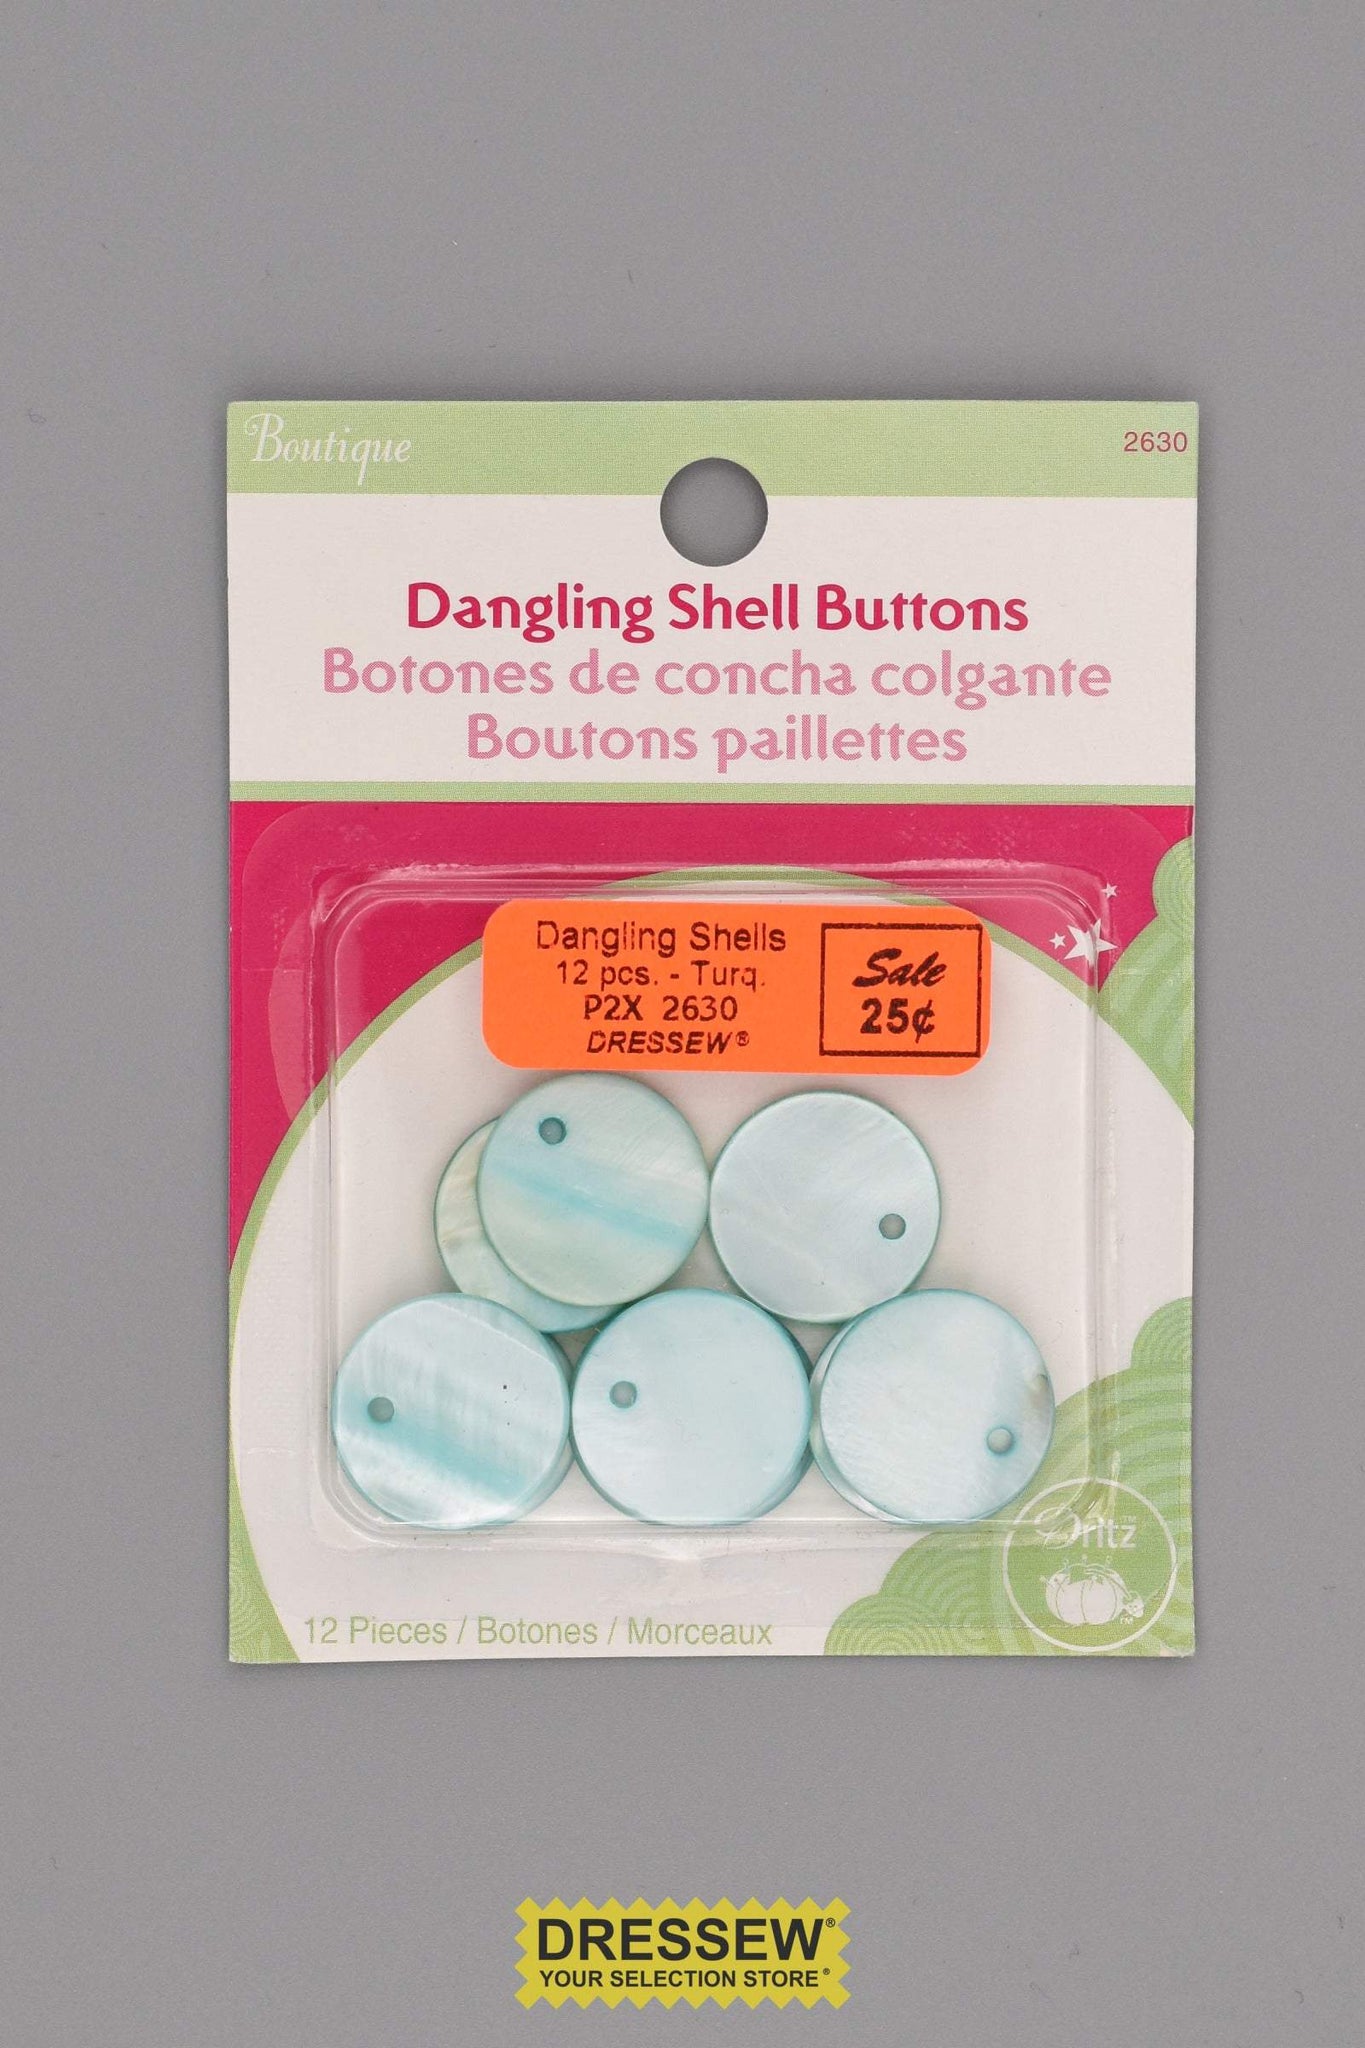 Boutique
2630
Dangling Shell Buttons
Botones de concha colgante
Boutons paillettes
Dangling Shells
12 pcs. - Turq.
P2X 2630
DRESSEW®
Sale
25¢
Dritz™
12 Pieces / Botones / Morceaux
DRESSEW®
YOUR SELECTION STORE®